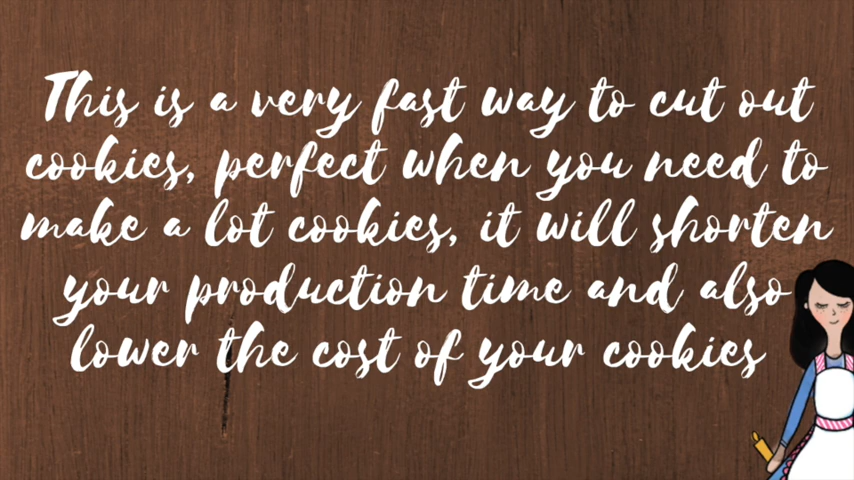 This is a very fast way to cut out
cookies, perfect when you need to
make a lot cookies, it will shorten
your production time and also
lower the cost of your cookies